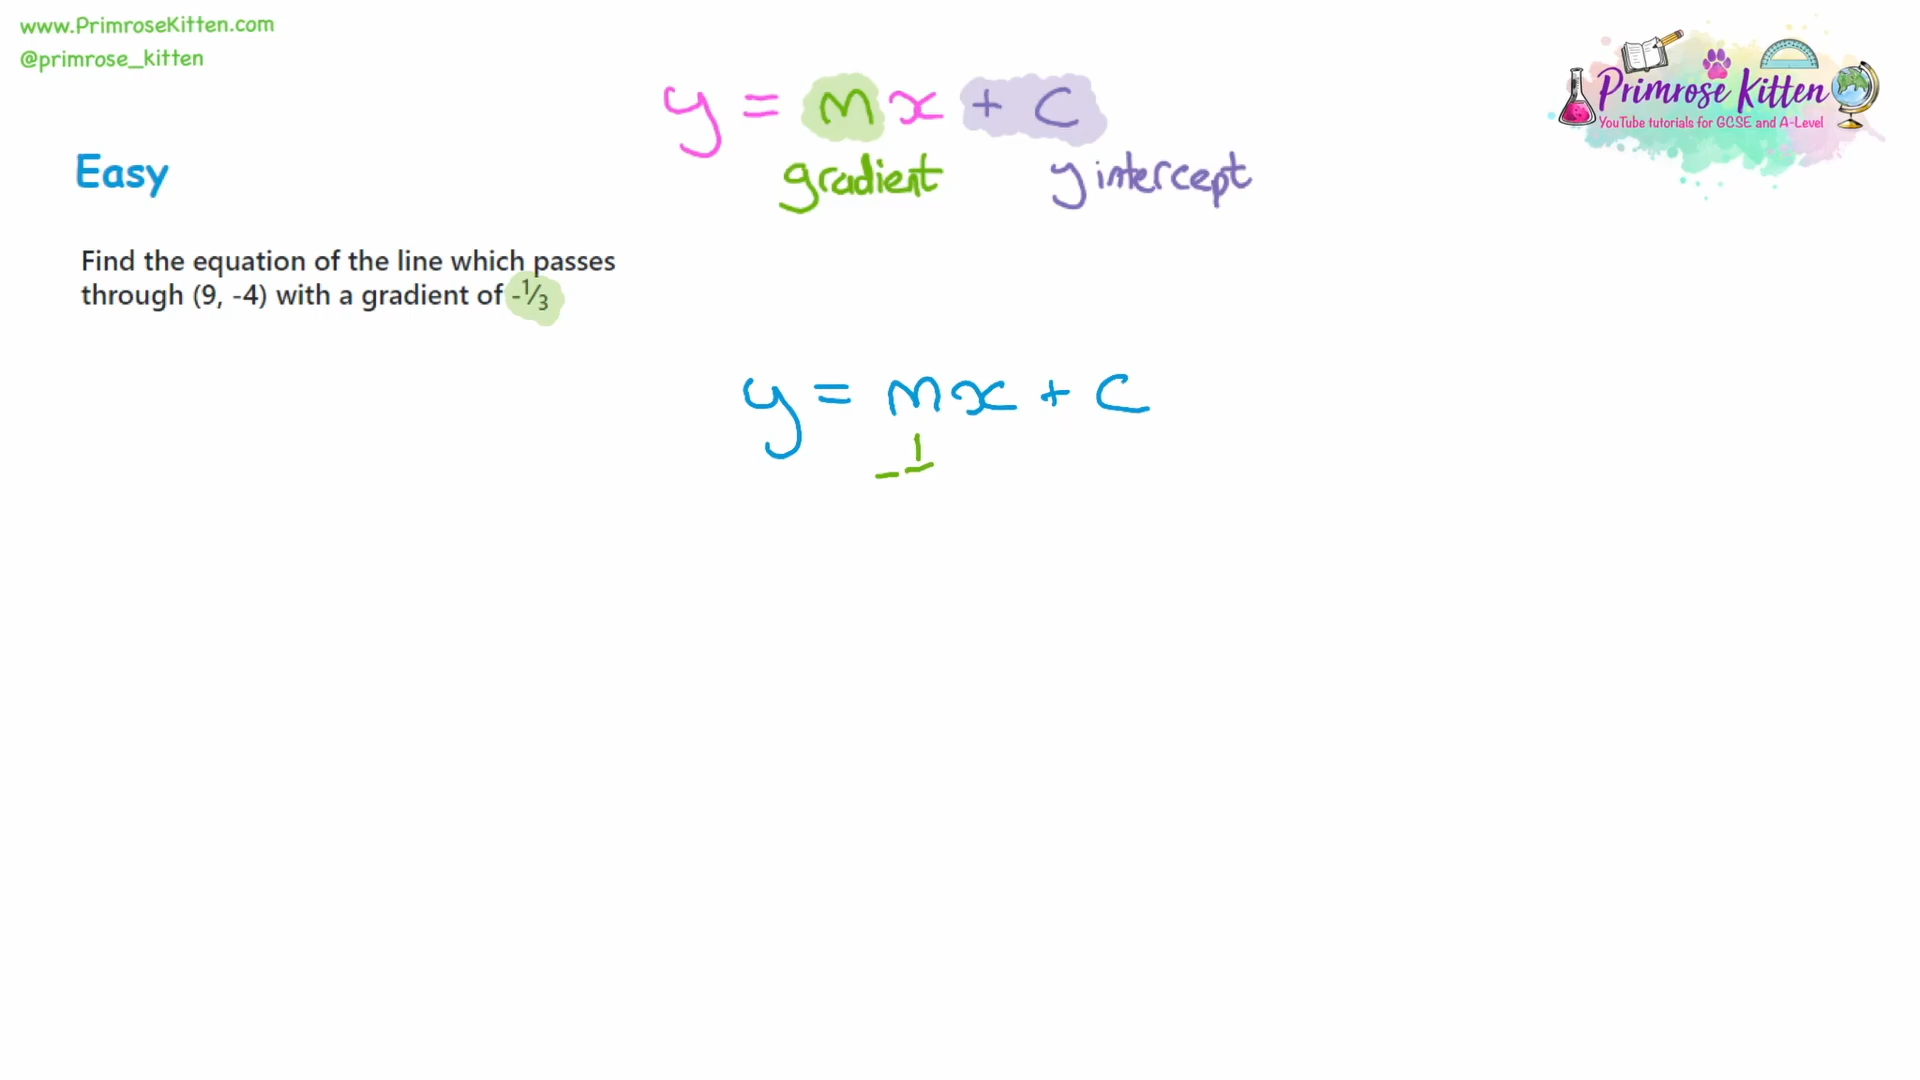 www.PrimroseKitten.com
@primrose_kitten
Primrose Kitten
YouTube tutorials for GCSE and A-Level
y = mx + c
gradient
y intercept
Easy
Find the equation of the line which passes
through (9, -4) with a gradient of -⅓
y = mx + c
-1